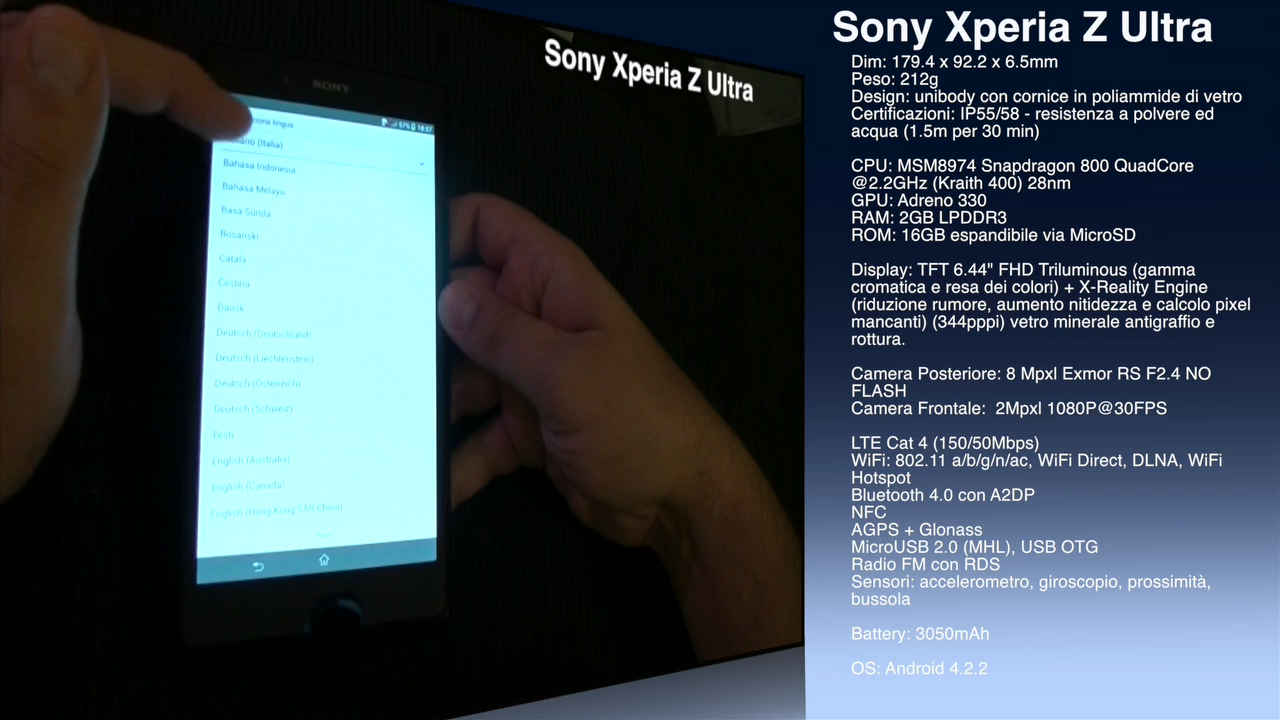 Sony Xperia Z Ultra
SONY
67% 18:57
lingua
(Italia)
Bahasa Indonesia
Bahasa Melayu
Basa Sunda
Bosanski
Català
Čeština
Dansk
Deutsch (Deutschland)
Deutsch (Liechtenstein)
Deutsch (Österreich)
Deutsch (Schweiz)
Eesti
English (Australia)
English (Canada)
English (Hong Kong SAR China)
Sony Xperia Z Ultra
Dim: 179.4 x 92.2 x 6.5mm
Peso: 212g
Design: unibody con cornice in poliammide di vetro
Certificazioni: IP55/58 - resistenza a polvere ed
acqua (1.5m per 30 min)
CPU: MSM8974 Snapdragon 800 QuadCore
@2.2GHz (Kraith 400) 28nm
GPU: Adreno 330
RAM: 2GB LPDDR3
ROM: 16GB espandibile via MicroSD
Display: TFT 6.44" FHD Triluminous (gamma
cromatica e resa dei colori) + X-Reality Engine
(riduzione rumore, aumento nitidezza e calcolo pixel
mancanti) (344pppi) vetro minerale antigraffio e
rottura.
Camera Posteriore: 8 Mpxl Exmor RS F2.4 NO
FLASH
Camera Frontale:  2Mpxl 1080P@30FPS
LTE Cat 4 (150/50Mbps)
WiFi: 802.11 a/b/g/n/ac, WiFi Direct, DLNA, WiFi
Hotspot
Bluetooth 4.0 con A2DP
NFC
AGPS + Glonass
MicroUSB 2.0 (MHL), USB OTG
Radio FM con RDS
Sensori: accelerometro, giroscopio, prossimità,
bussola
Battery: 3050mAh
OS: Android 4.2.2